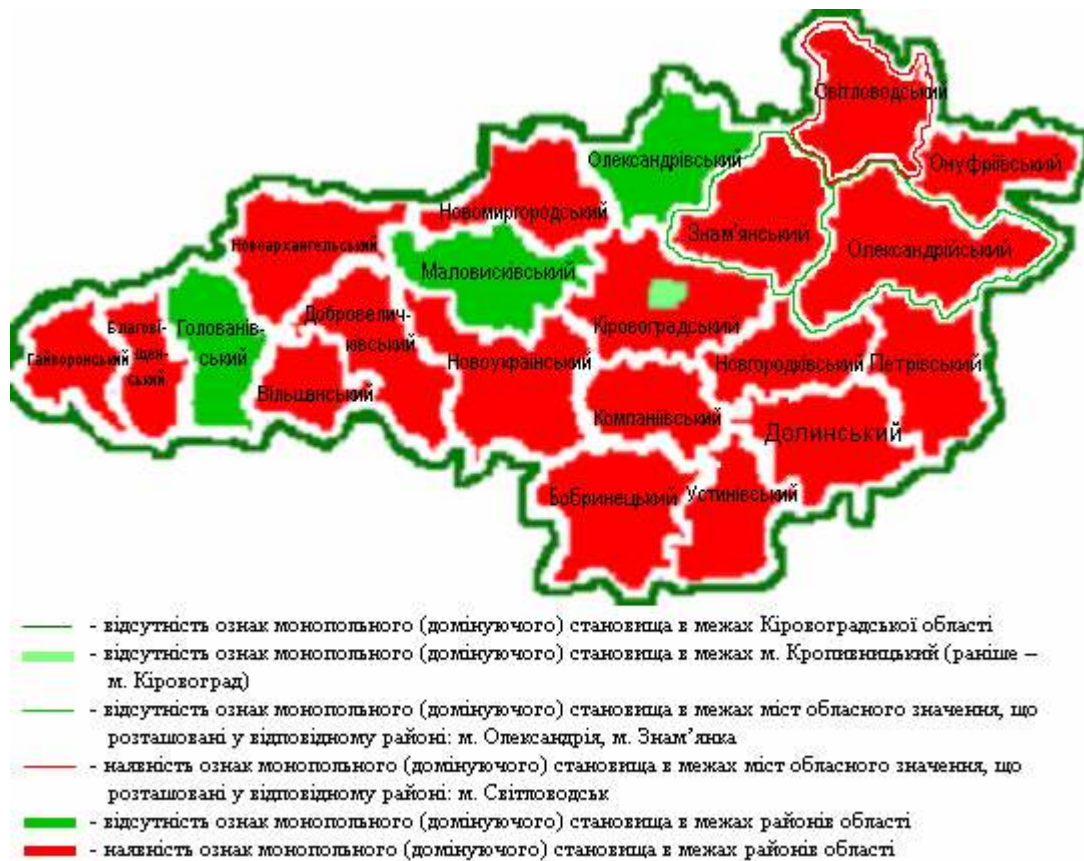 Світловодський
Олександрівський
Онуфріївський
Новомиргородський
Знам'янський
Новоархангельський
Олександрійський
Маловисківський
Голованів-
ський
Добровелич-
ківський
Кіровоградський
Благові-
щен-
ський
Гайворонський
Новоукраїнський
Новгородківський
Петрівський
Вільшанський
Компаніївський
Долинський
Бобринецький
Устинівський
- відсутність ознак монопольного (домінуючого) становища в межах Кіровоградської області
- відсутність ознак монопольного (домінуючого) становища в межах м. Кропивницький (раніше –
м. Кіровоград)
- відсутність ознак монопольного (домінуючого) становища в межах міст обласного значення, що
розташовані у відповідному районі: м. Олександрія, м. Знам’янка
- наявність ознак монопольного (домінуючого) становища в межах міст обласного значення, що
розташовані у відповідному районі: м. Світловодськ
- відсутність ознак монопольного (домінуючого) становища в межах районів області
- наявність ознак монопольного (домінуючого) становища в межах районів області